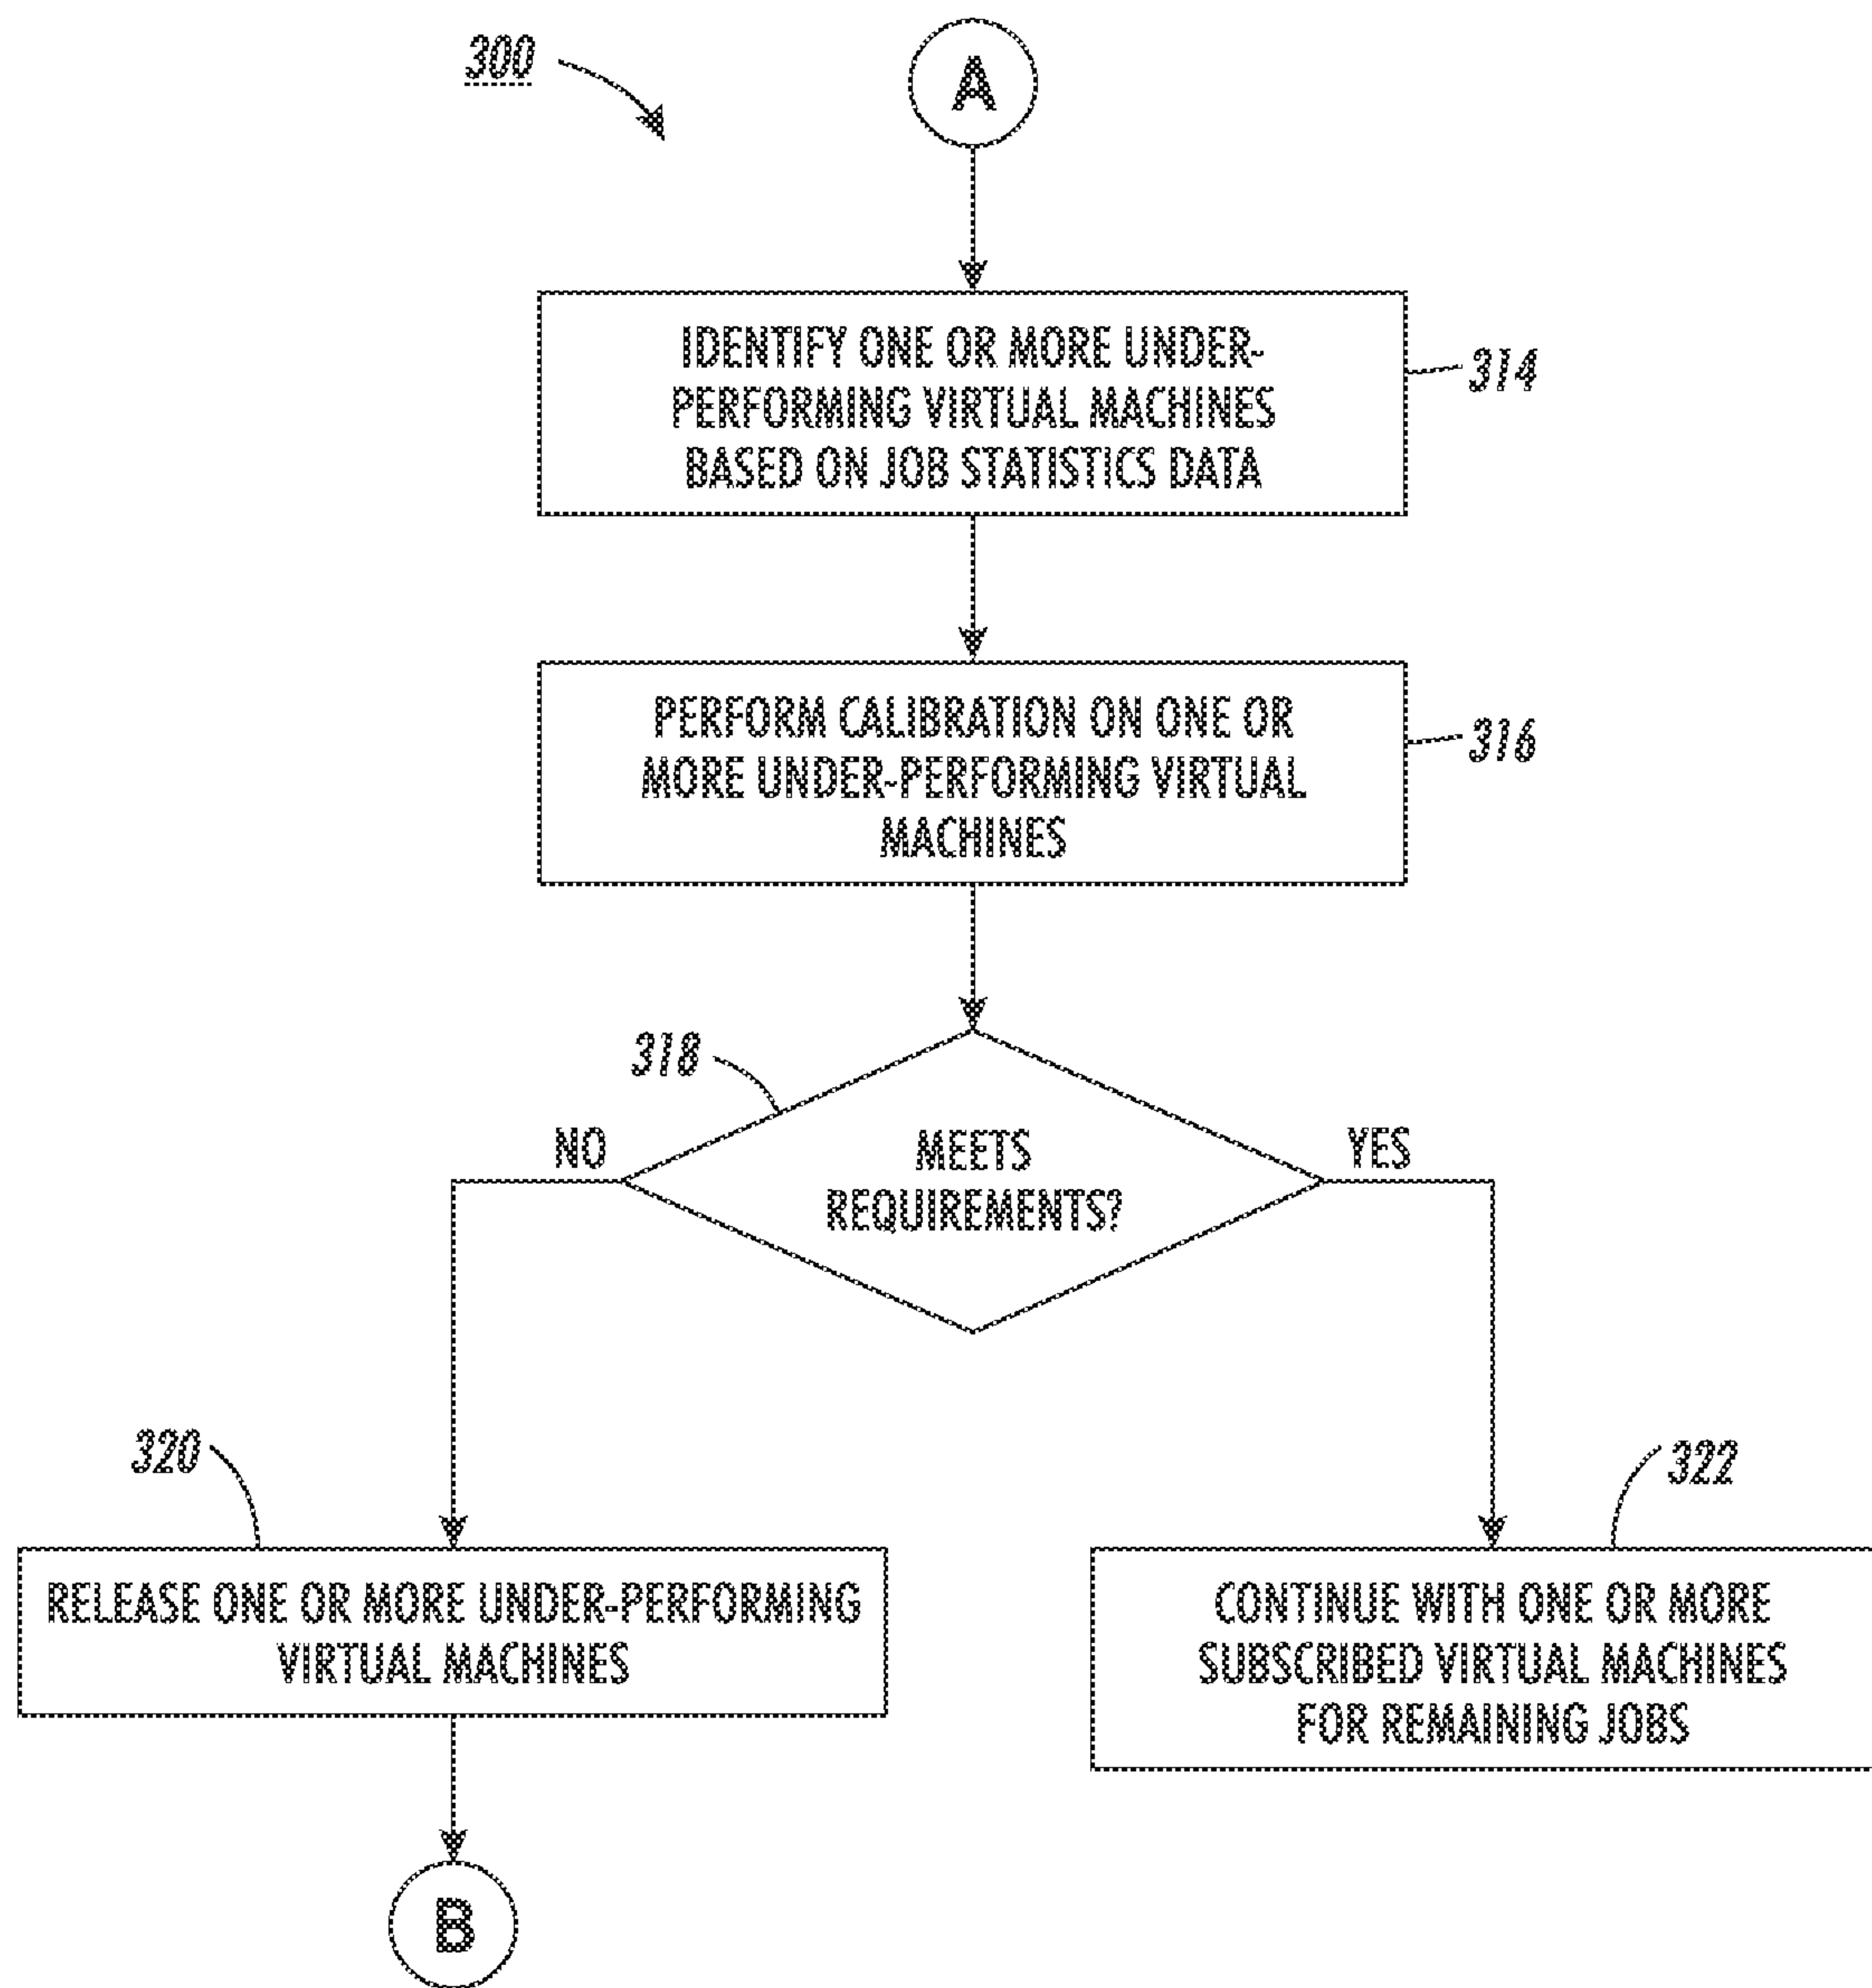 300
A
IDENTIFY ONE OR MORE UNDER-
PERFORMING VIRTUAL MACHINES
BASED ON JOB STATISTICS DATA
314
PERFORM CALIBRATION ON ONE OR
MORE UNDER-PERFORMING VIRTUAL
MACHINES
316
318
NO
MEETS
REQUIREMENTS?
YES
320
RELEASE ONE OR MORE UNDER-PERFORMING
VIRTUAL MACHINES
322
CONTINUE WITH ONE OR MORE
SUBSCRIBED VIRTUAL MACHINES
FOR REMAINING JOBS
B